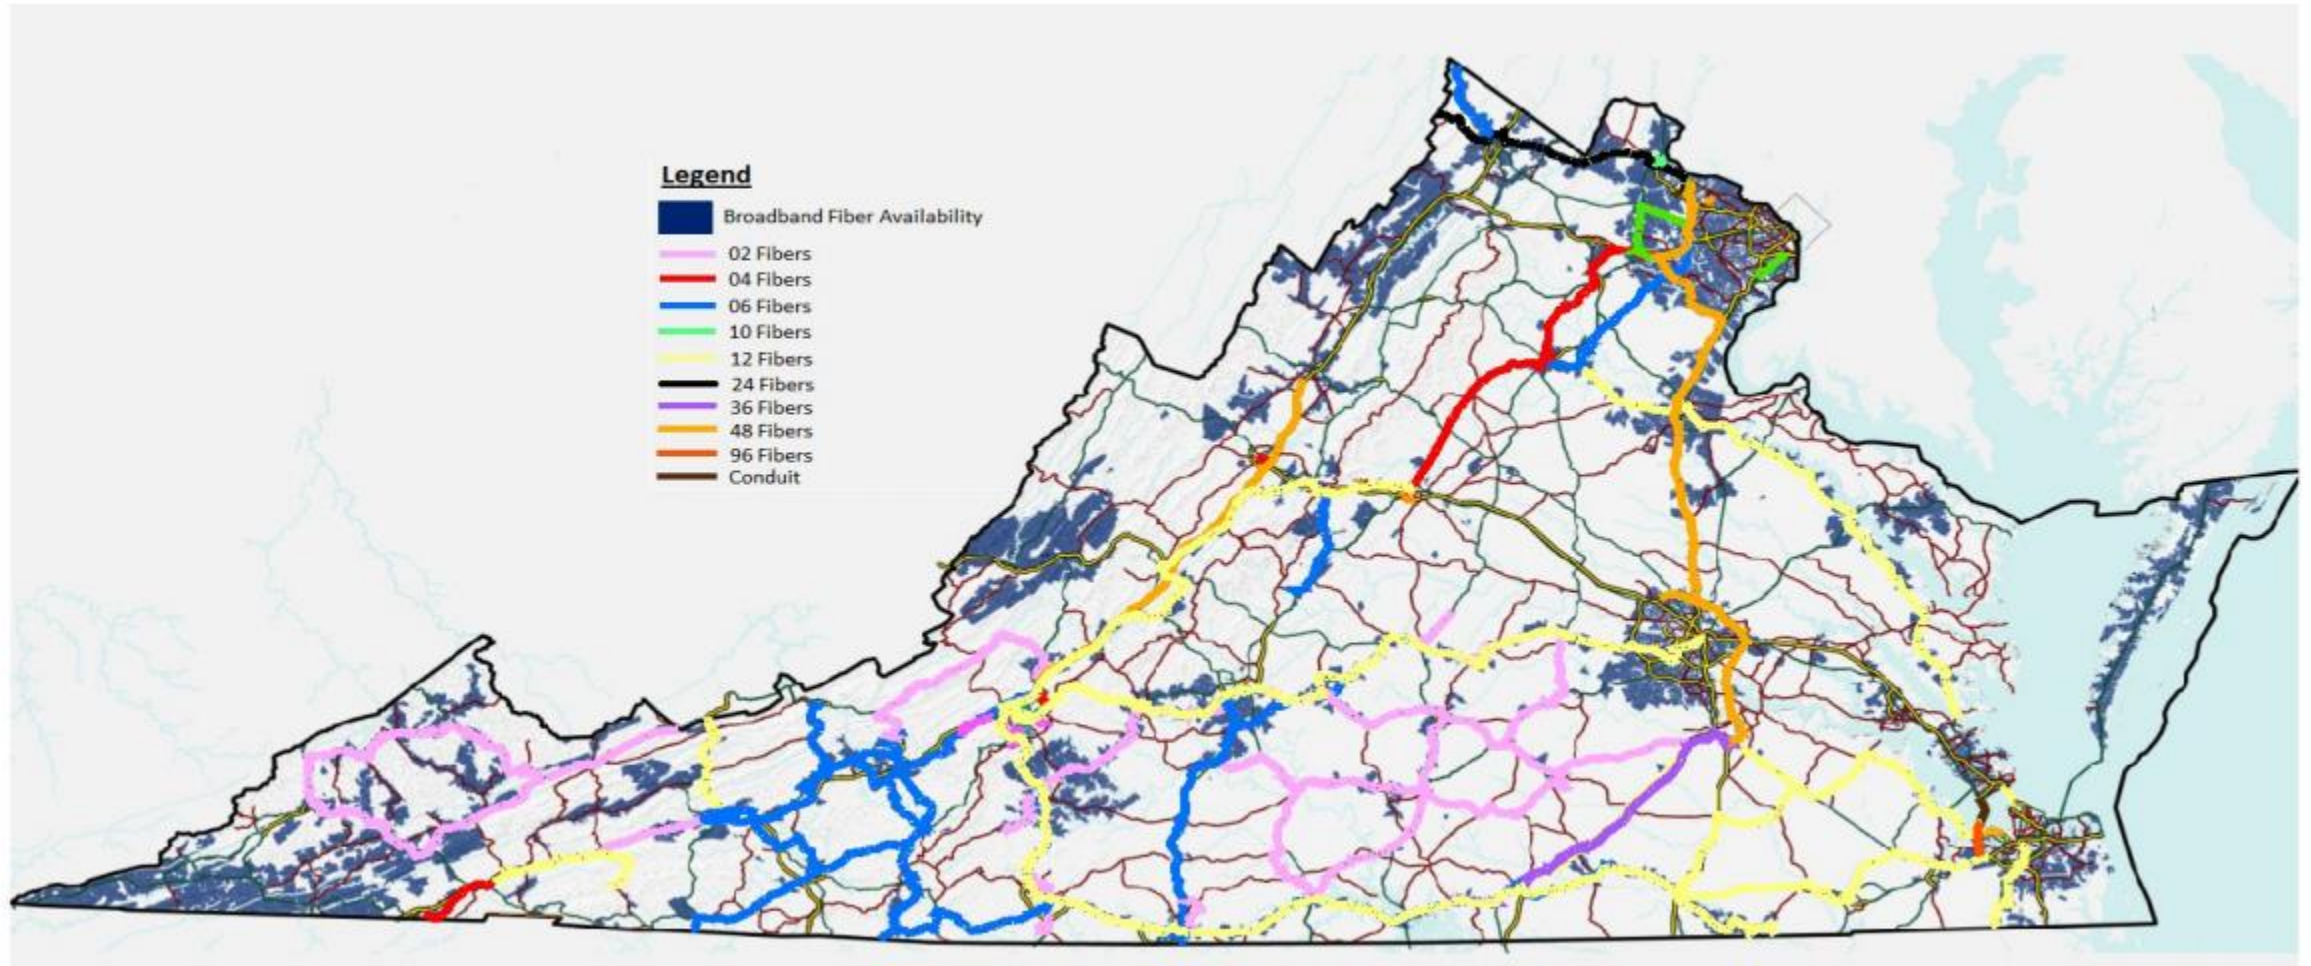 Legend
Broadband Fiber Availability
02 Fibers
04 Fibers
06 Fibers
10 Fibers
12 Fibers
24 Fibers
36 Fibers
48 Fibers
96 Fibers
Conduit